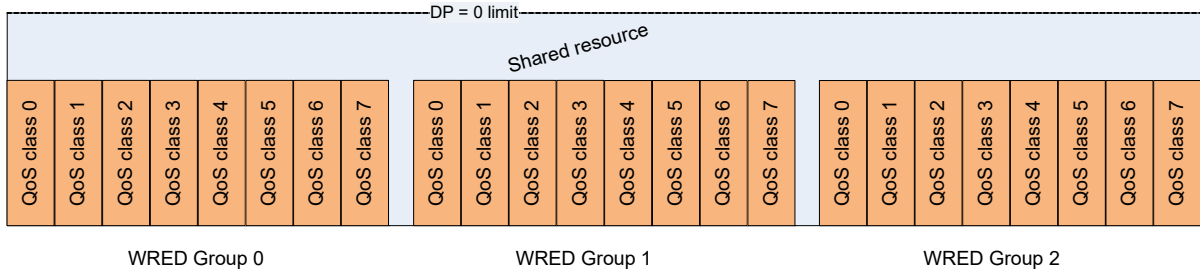 DP = 0 limit
Shared resource
QoS class 0
QoS class 1
QoS class 2
QoS class 3
QoS class 4
QoS class 5
QoS class 6
QoS class 7
QoS class 0
QoS class 1
QoS class 2
QoS class 3
QoS class 4
QoS class 5
QoS class 6
QoS class 7
QoS class 0
QoS class 1
QoS class 2
QoS class 3
QoS class 4
QoS class 5
QoS class 6
QoS class 7
WRED Group 0
WRED Group 1
WRED Group 2